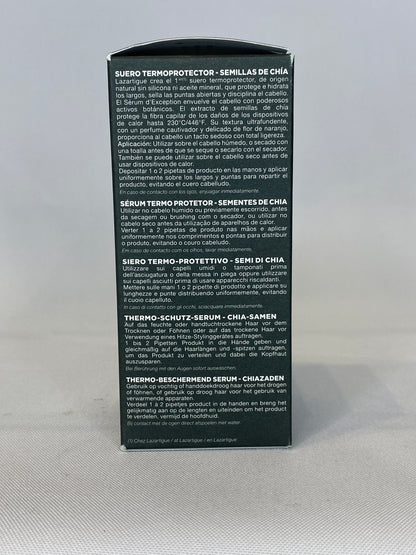 SUERO TERMOPROTECTOR - SEMILLAS DE CHÍA
Lazartigue crea el 1er(1) suero termoprotector, de origen
natural sin silicona ni aceite mineral, que protege e hidrata
los largos, sella las puntas abiertas y disciplina el cabello.
El Sérum d'Exception envuelve el cabello con poderosos
activos botánicos. El extracto de semillas de chía
protege la fibra capilar de los daños de los dispositivos
de calor hasta 230°C/446°F. Su textura ultrafundente,
con un perfume cautivador y delicado de flor de naranjo,
proporciona al cabello un tacto sedoso con total ligereza.
Aplicación: Utilizar sobre el cabello húmedo, o secado con
una toalla antes de que se seque o secarlo con el secador.
También se puede utilizar sobre el cabello seco antes de
usar dispositivos de calor.
Depositar 1 o 2 pipetas de producto en las manos y aplicar
uniformemente sobre los largos y puntas para repartir el
producto, evitando el cuero cabelludo.
En caso de contacto con los ojos, enjuagar inmediatamente.
SÉRUM TERMO PROTETOR - SEMENTES DE CHIA
Utilizar no cabelo húmido ou previamente enxuto, antes
da secagem ou brushing com o secador, ou utilizar no
cabelo seco antes da utilização de aparelhos de calor.
Verter 1 a 2 pipetas de produto nas mãos e aplicar
uniformemente nos comprimentos e pontas para distribuir
o produto, evitando o couro cabeludo.
Em caso de contacto com os olhos, lavar imediatamente.
SIERO TERMO-PROTETTIVO - SEMI DI CHIA
Utilizzare sui capelli umidi o tamponati prima
dell'asciugatura o della messa in piega oppure utilizzare
sui capelli asciutti prima di usare apparecchi riscaldanti.
Mettere sulle mani 1 o 2 pipette di prodotto e applicare su
lunghezze e punte distribuendo uniformemente, evitando
il cuoio capelluto.
In caso di contatto con gli occhi, sciacquare immediatamente.
THERMO-SCHUTZ-SERUM - CHIA-SAMEN
Auf das feuchte oder handtuchtrockene Haar vor dem
Trocknen oder Föhnen oder auf das trockene Haar vor
Verwendung eines Hitze-Stylinggerätes auftragen.
1 bis 2 Pipetten Produkt in die Hände geben und
gleichmäßig auf die Haarlängen und -spitzen auftragen,
um das Produkt zu verteilen und dabei die Kopfhaut
auszusparen.
Bei Berührung mit den Augen sofort auswaschen.
THERMO-BESCHERMEND SERUM - CHIAZADEN
Gebruik op vochtig of handdoekdroog haar voor het drogen
of föhnen, of gebruik op droog haar voor het gebruik van
verwarmende apparaten.
Verdeel 1 à 2 pipetjes product in de handen en breng het
gelijkmatig aan op de lengten en uiteinden om het product
te verdelen, vermijd de hoofdhuid.
Bij contact met de ogen direct afspoelen met water.
(1) Chez Lazartigue / at Lazartigue / en Lazartigue